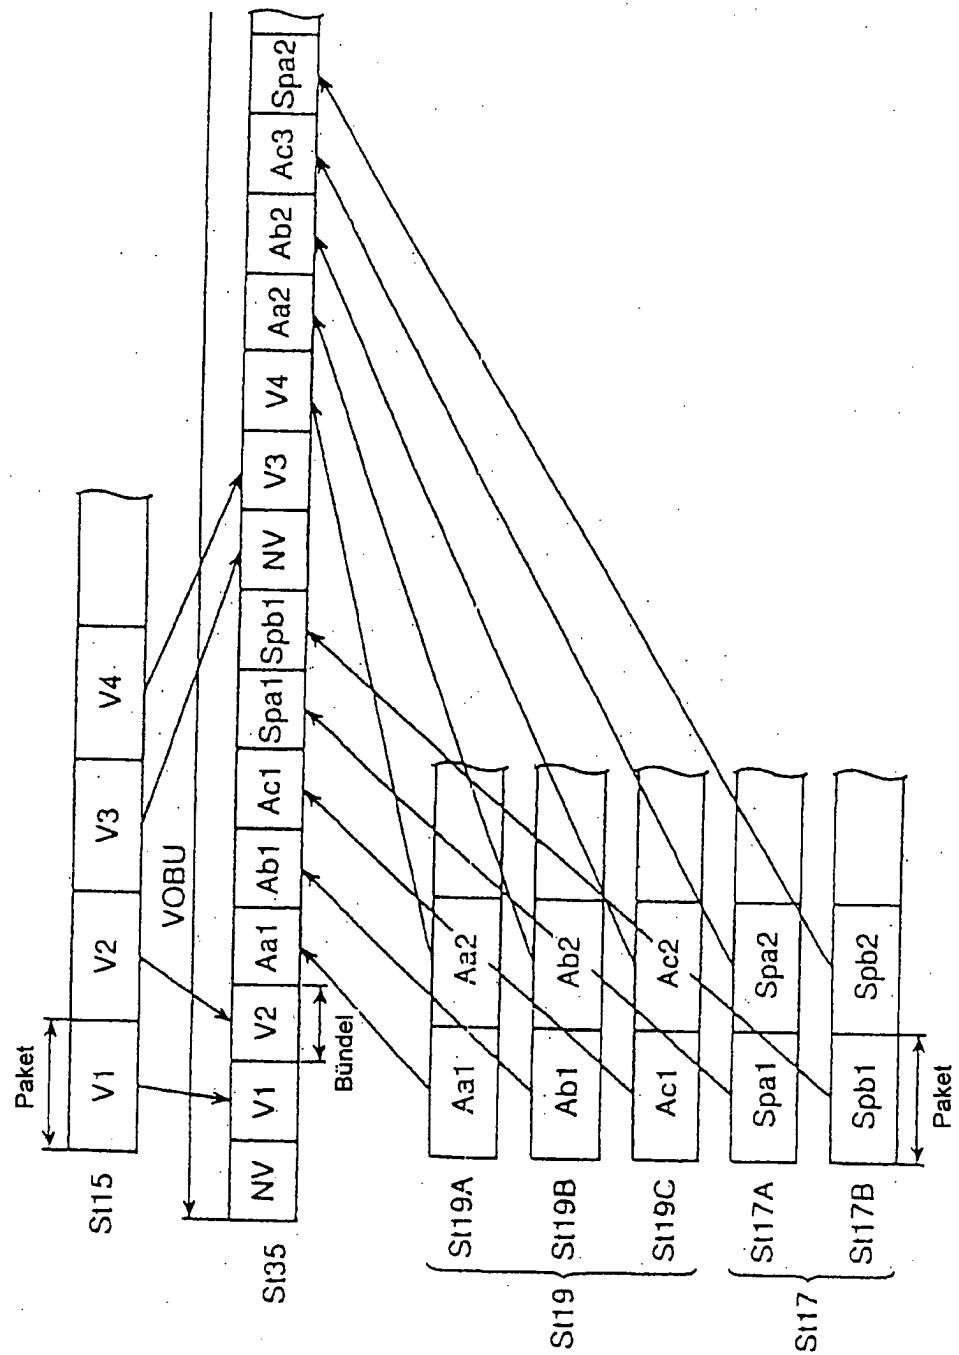 Paket
St15 V1 V2 V3 V4
VOBU
St35 NV V1 V2 Aa1 Ab1 Ac1 Spa1 Spb1 NV V3 V4 Aa2 Ab2 Ac3 Spa2
Bündel
St19
St19A Aa1 Aa2
St19B Ab1 Ab2
St19C Ac1 Ac2
St17
St17A Spa1 Spa2
St17B Spb1 Spb2
Paket